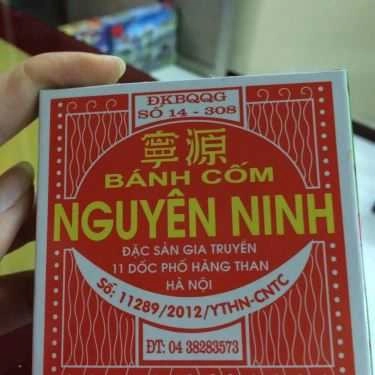 ĐKBQQG
SỐ 14 - 308
寧源
BÁNH CỐM
NGUYÊN NINH
ĐẶC SẢN GIA TRUYỀN
11 DỐC PHỐ HÀNG THAN
HÀ NỘI
Số: 11289/2012/YTHN-CNTC
ĐT: 04 38283573